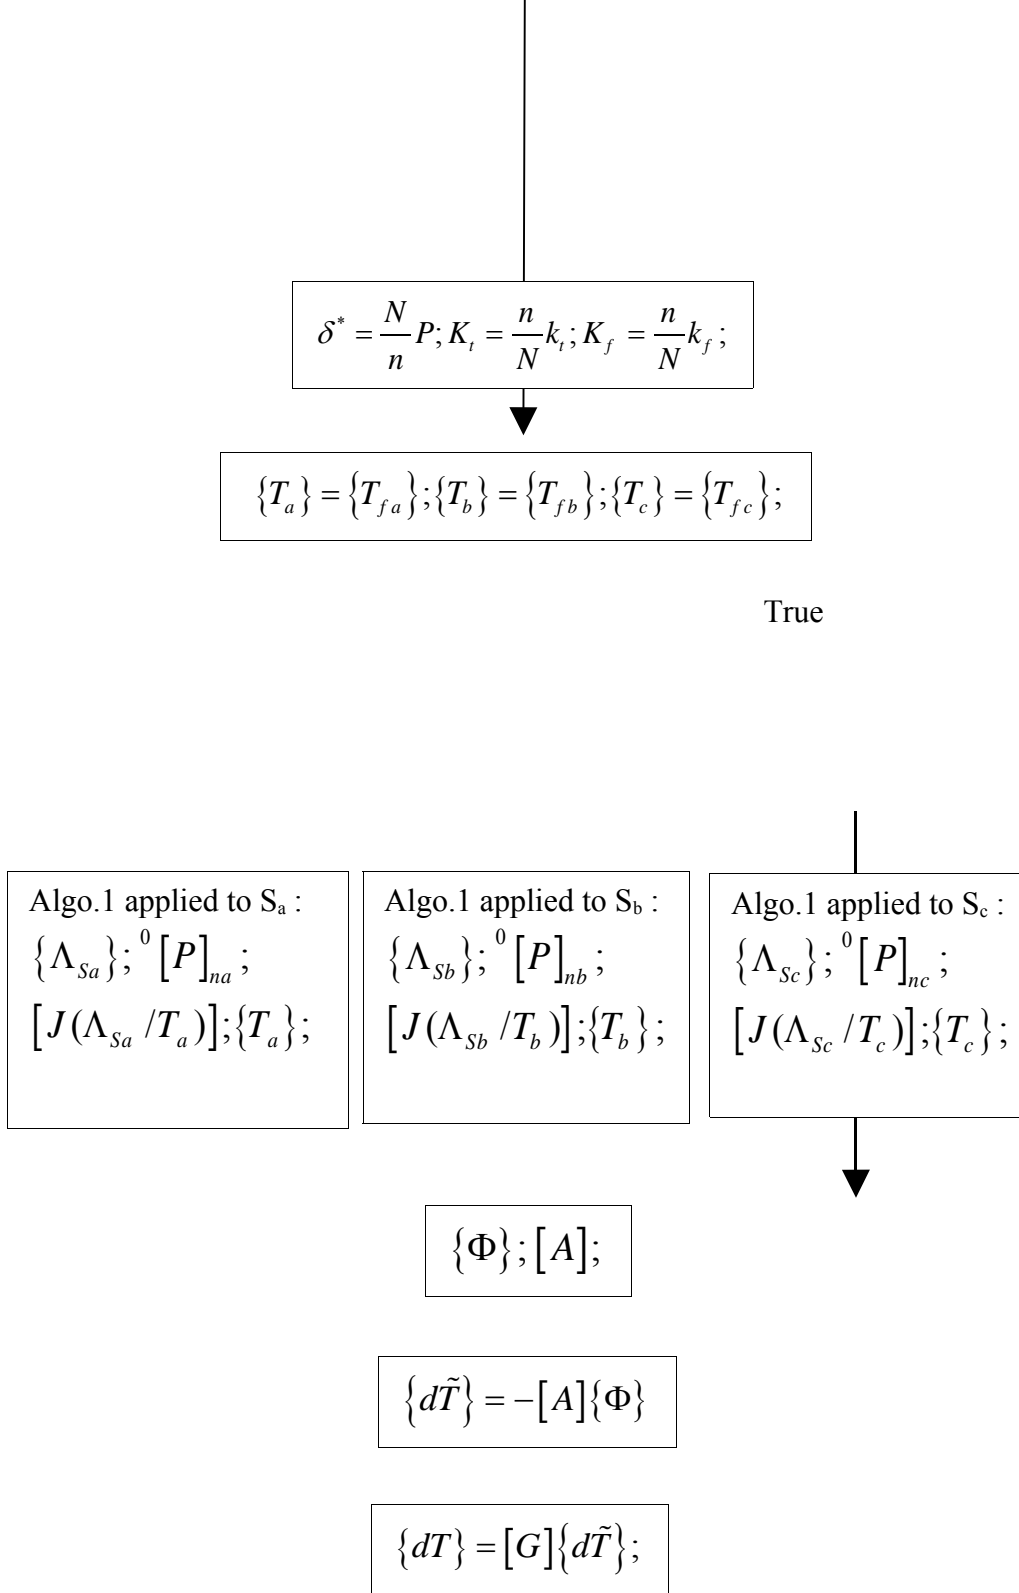 δ* = N/n P; K_t = n/N k_t; K_f = n/N k_f;
{T_a} = {T_fa}; {T_b} = {T_fb}; {T_c} = {T_fc};
True
Algo.1 applied to S_a :
{Λ_Sa}; ^0[P]_na;
[J(Λ_Sa /T_a)]; {T_a};
Algo.1 applied to S_b :
{Λ_Sb}; ^0[P]_nb;
[J(Λ_Sb /T_b)]; {T_b};
Algo.1 applied to S_c :
{Λ_Sc}; ^0[P]_nc;
[J(Λ_Sc /T_c)]; {T_c};
{Φ}; [A];
{dT̃} = −[A]{Φ}
{dT} = [G]{dT̃};